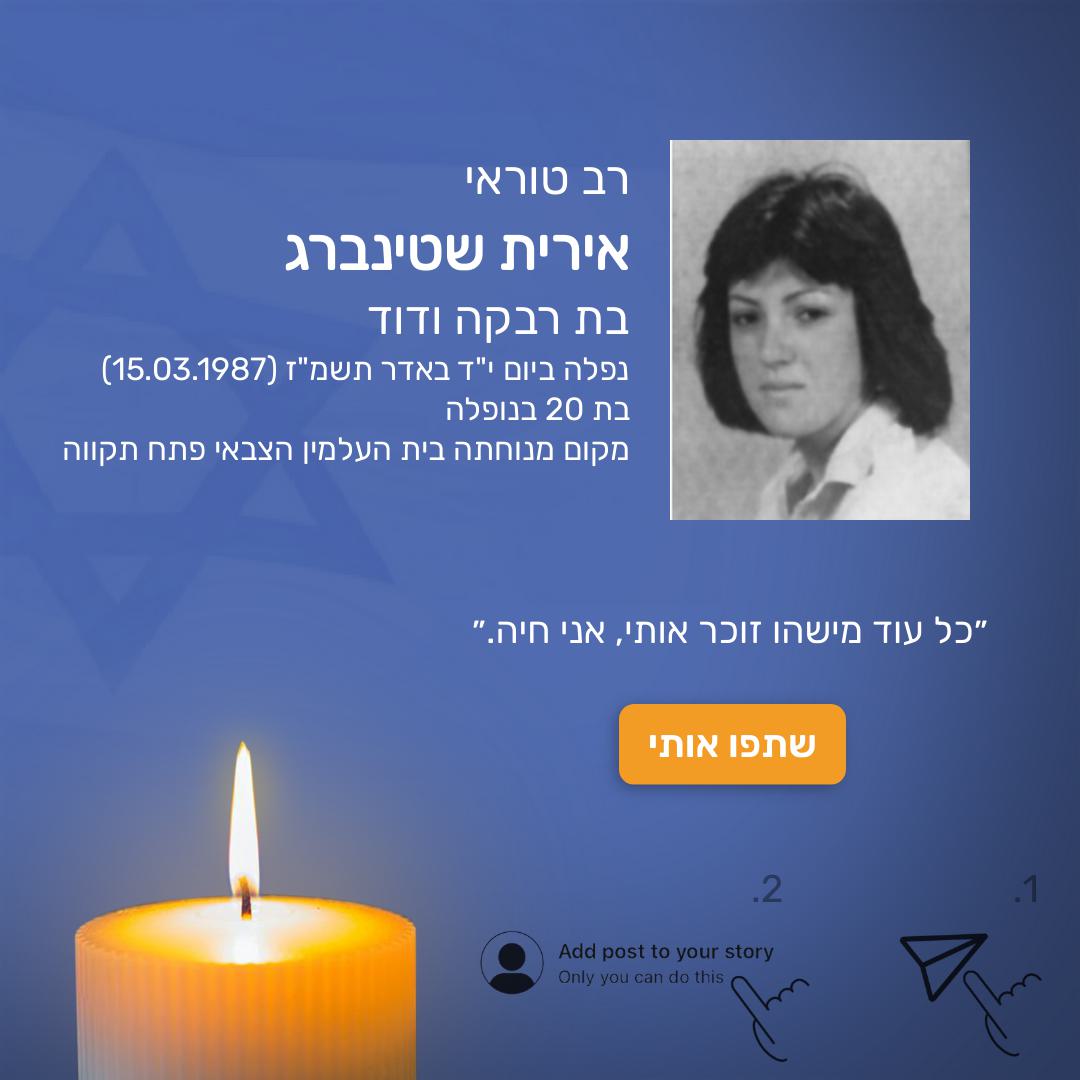 רב טוראי
אירית שטינברג
בת רבקה ודוד
נפלה ביום י"ד באדר תשמ"ז (15.03.1987)
בת 20 בנופלה
מקום מנוחתה בית העלמין הצבאי פתח תקווה
״כל עוד מישהו זוכר אותי, אני חיה.״
שתפו אותי
1.
2.
Add post to your story
Only you can do this